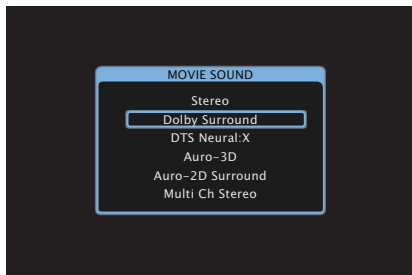 MOVIE SOUND
Stereo
Dolby Surround
DTS Neural:X
Auro-3D
Auro-2D Surround
Multi Ch Stereo